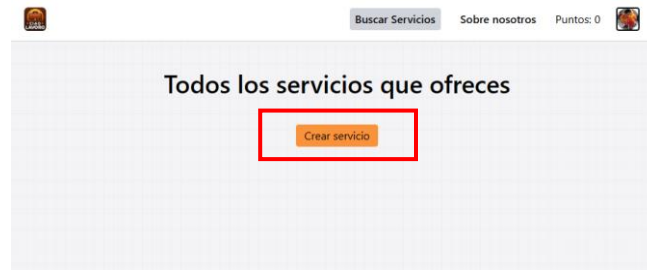 Buscar Servicios
Sobre nosotros
Puntos: 0
Todos los servicios que ofreces
Crear servicio